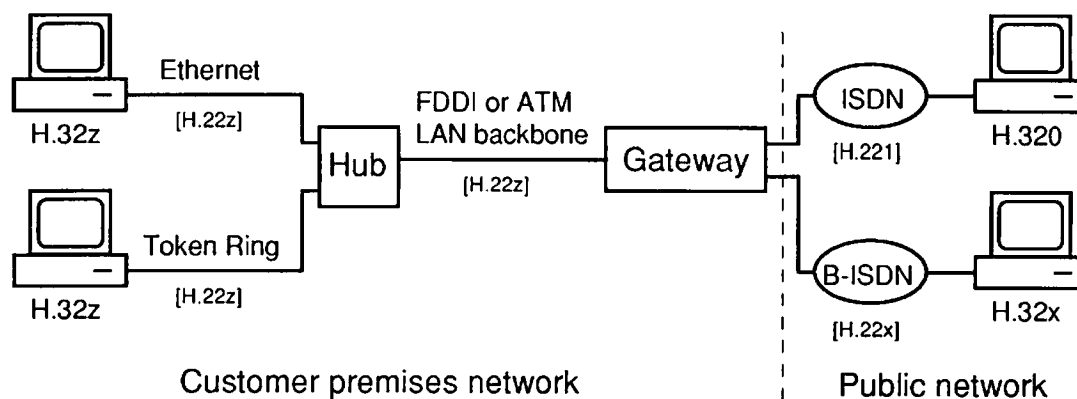 Ethernet
[H.22z]
H.32z
Token Ring
[H.22z]
H.32z
Hub
FDDI or ATM
LAN backbone
[H.22z]
Gateway
ISDN
[H.221]
H.320
B-ISDN
[H.22x]
H.32x
Customer premises network
Public network